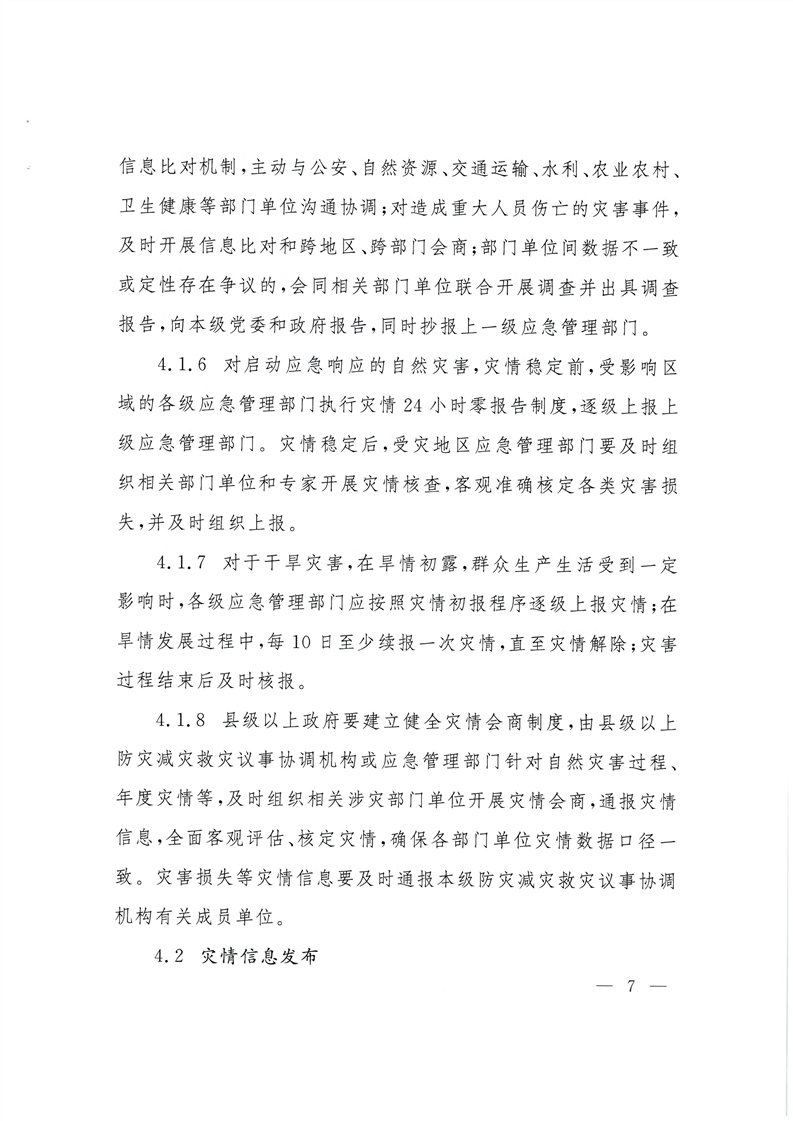 信息比对机制,主动与公安、自然资源、交通运输、水利、农业农村、
卫生健康等部门单位沟通协调;对造成重大人员伤亡的灾害事件,
及时开展信息比对和跨地区、跨部门会商;部门单位间数据不一致
或定性存在争议的,会同相关部门单位联合开展调查并出具调查
报告,向本级党委和政府报告,同时抄报上一级应急管理部门。
4.1.6 对启动应急响应的自然灾害,灾情稳定前,受影响区
域的各级应急管理部门执行灾情24小时零报告制度,逐级上报上
级应急管理部门。灾情稳定后,受灾地区应急管理部门要及时组
织相关部门单位和专家开展灾情核查,客观准确核定各类灾害损
失,并及时组织上报。
4.1.7 对于干旱灾害,在旱情初露,群众生产生活受到一定
影响时,各级应急管理部门应按照灾情初报程序逐级上报灾情;在
旱情发展过程中,每10日至少续报一次灾情,直至灾情解除;灾害
过程结束后及时核报。
4.1.8 县级以上政府要建立健全灾情会商制度,由县级以上
防灾减灾救灾议事协调机构或应急管理部门针对自然灾害过程、
年度灾情等,及时组织相关涉灾部门单位开展灾情会商,通报灾情
信息,全面客观评估、核定灾情,确保各部门单位灾情数据口径一
致。灾害损失等灾情信息要及时通报本级防灾减灾救灾议事协调
机构有关成员单位。
4.2 灾情信息发布
— 7 —